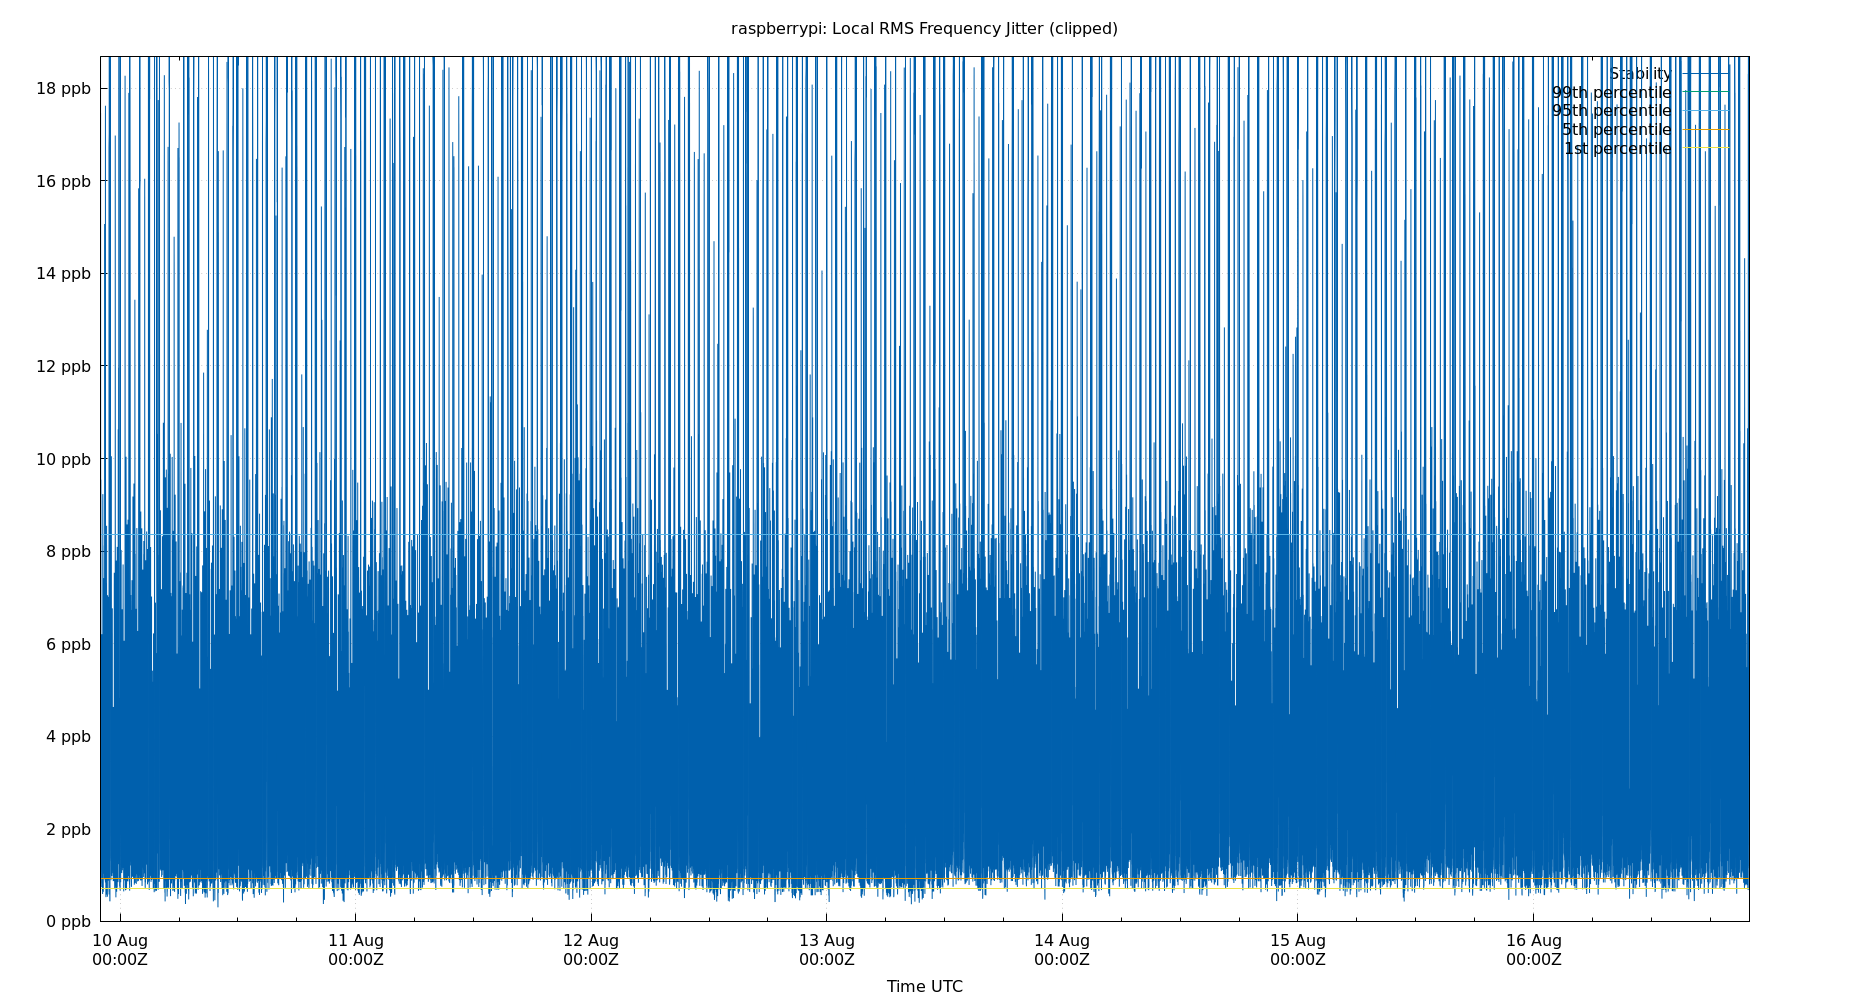 raspberrypi: Local RMS Frequency Jitter (clipped)
Stability
99th percentile
95th percentile
5th percentile
1st percentile
18 ppb
16 ppb
14 ppb
12 ppb
10 ppb
8 ppb
6 ppb
4 ppb
2 ppb
0 ppb
10 Aug 11 Aug 12 Aug 13 Aug 14 Aug 15 Aug 16 Aug
00:00Z 00:00Z 00:00Z 00:00Z 00:00Z 00:00Z 00:00Z
Time UTC